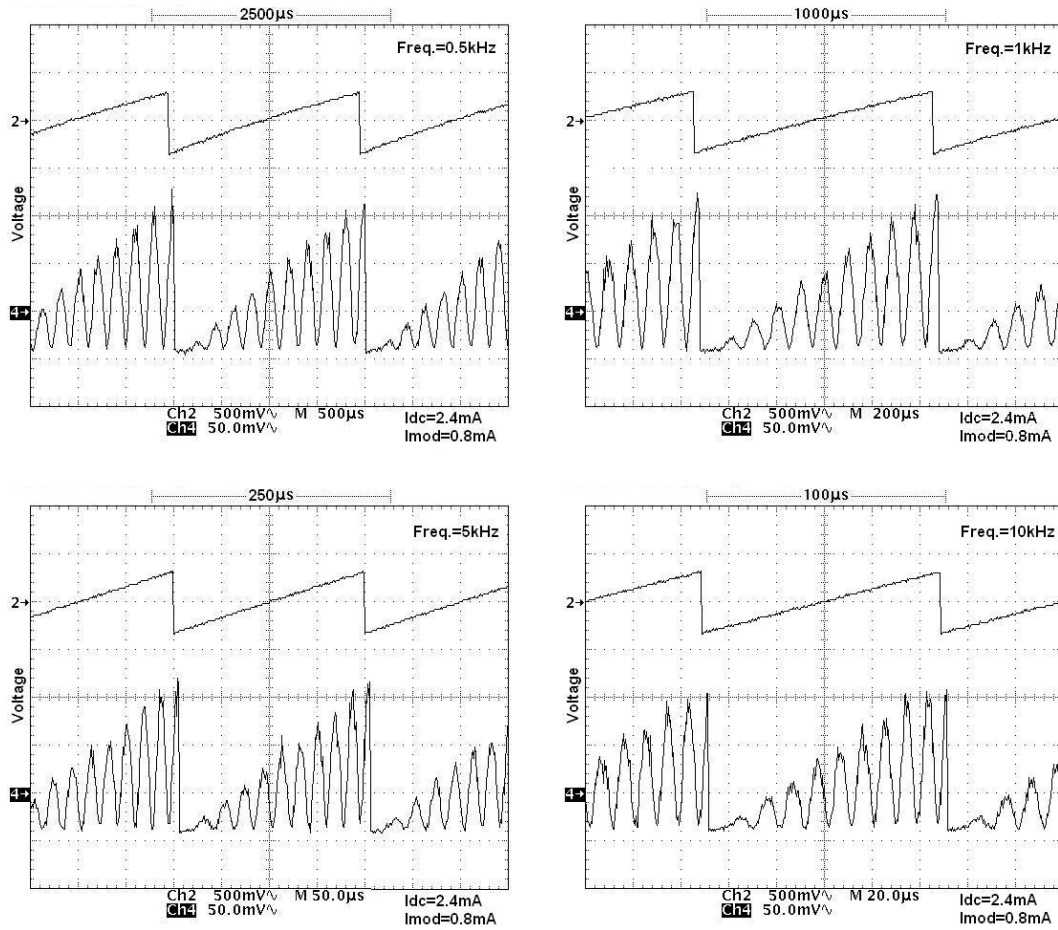 2500µs
Freq.=0.5kHz
2→
Voltage
4→
Ch2 500mV∿ M 500µs
Ch4 50.0mV∿
Idc=2.4mA
Imod=0.8mA
1000µs
Freq.=1kHz
2→
Voltage
4→
Ch2 500mV∿ M 200µs
Ch4 50.0mV∿
Idc=2.4mA
Imod=0.8mA
250µs
Freq.=5kHz
2→
Voltage
4→
Ch2 500mV∿ M 50.0µs
Ch4 50.0mV∿
Idc=2.4mA
Imod=0.8mA
100µs
Freq.=10kHz
2→
Voltage
4→
Ch2 500mV∿ M 20.0µs
Ch4 50.0mV∿
Idc=2.4mA
Imod=0.8mA